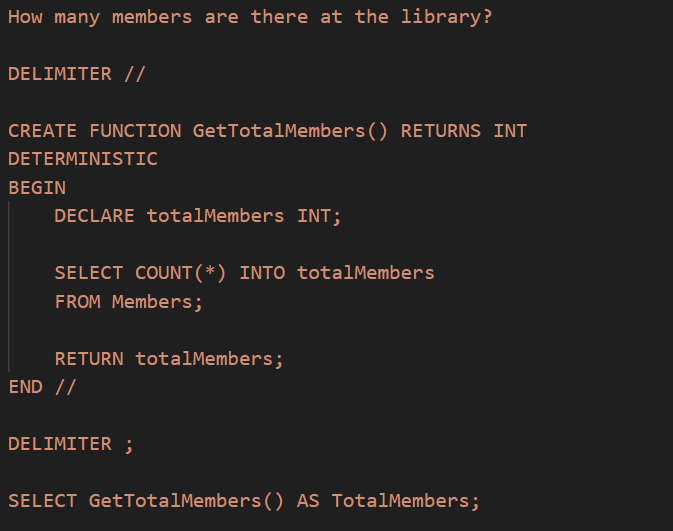 How many members are there at the library?
DELIMITER //
CREATE FUNCTION GetTotalMembers() RETURNS INT
DETERMINISTIC
BEGIN
DECLARE totalMembers INT;
SELECT COUNT(*) INTO totalMembers
FROM Members;
RETURN totalMembers;
END //
DELIMITER ;
SELECT GetTotalMembers() AS TotalMembers;